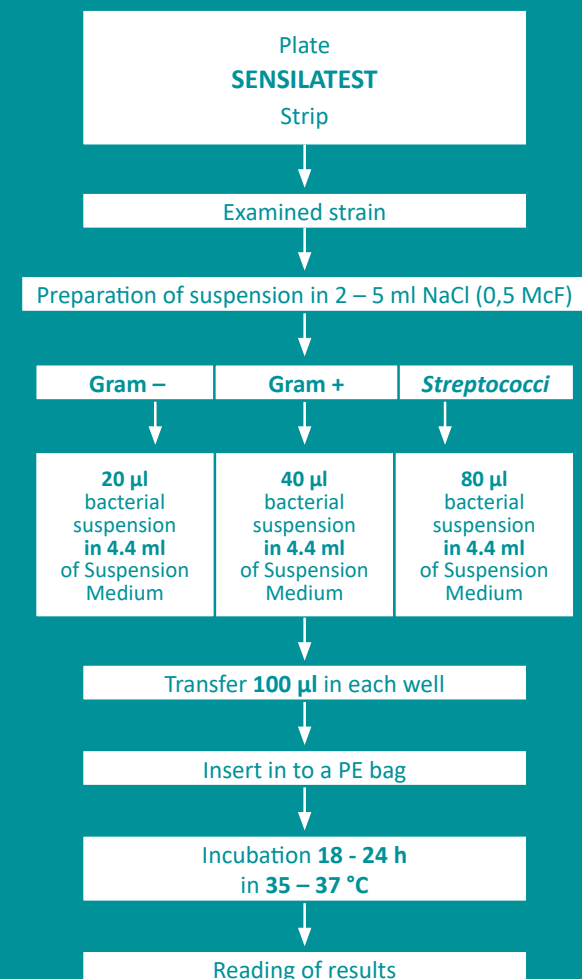 Plate
SENSILATEST
Strip
Examined strain
Preparation of suspension in 2 – 5 ml NaCl (0,5 McF)
Gram –
Gram +
Streptococci
20 µl
bacterial
suspension
in 4.4 ml
of Suspension
Medium
40 µl
bacterial
suspension
in 4.4 ml
of Suspension
Medium
80 µl
bacterial
suspension
in 4.4 ml
of Suspension
Medium
Transfer 100 µl in each well
Insert in to a PE bag
Incubation 18 - 24 h
in 35 – 37 °C
Reading of results